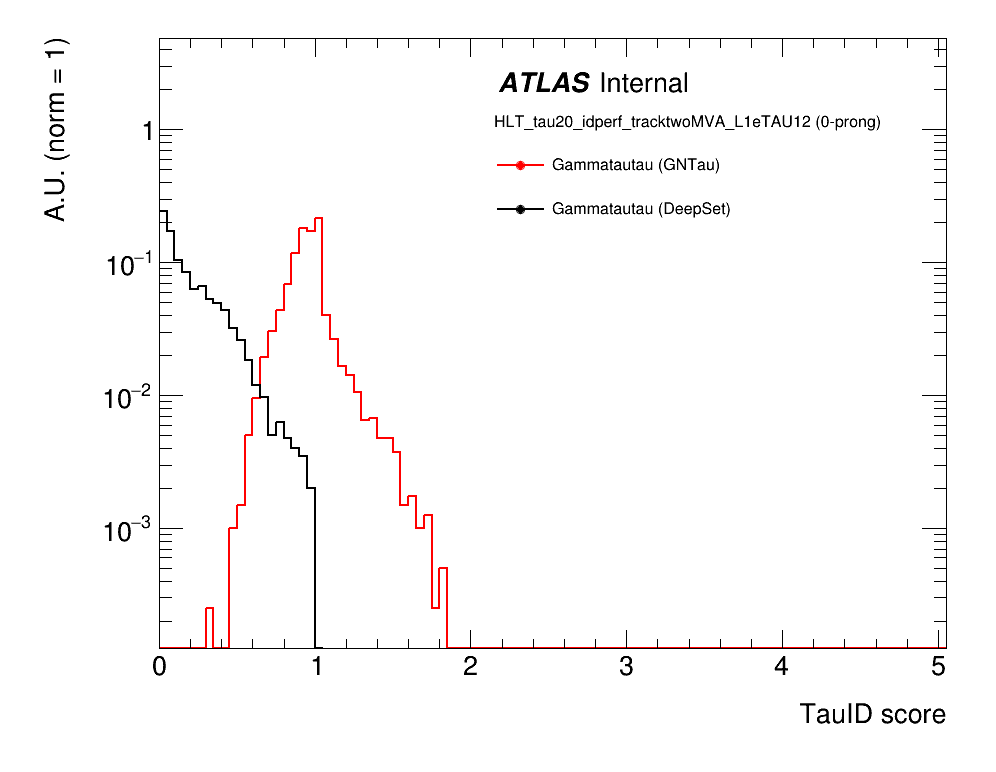 A.U. (norm = 1)
ATLAS Internal
HLT_tau20_idperf_tracktwoMVA_L1eTAU12 (0-prong)
Gammatautau (GNTau)
Gammatautau (DeepSet)
1
10⁻¹
10⁻²
10⁻³
0 1 2 3 4 5
TauID score